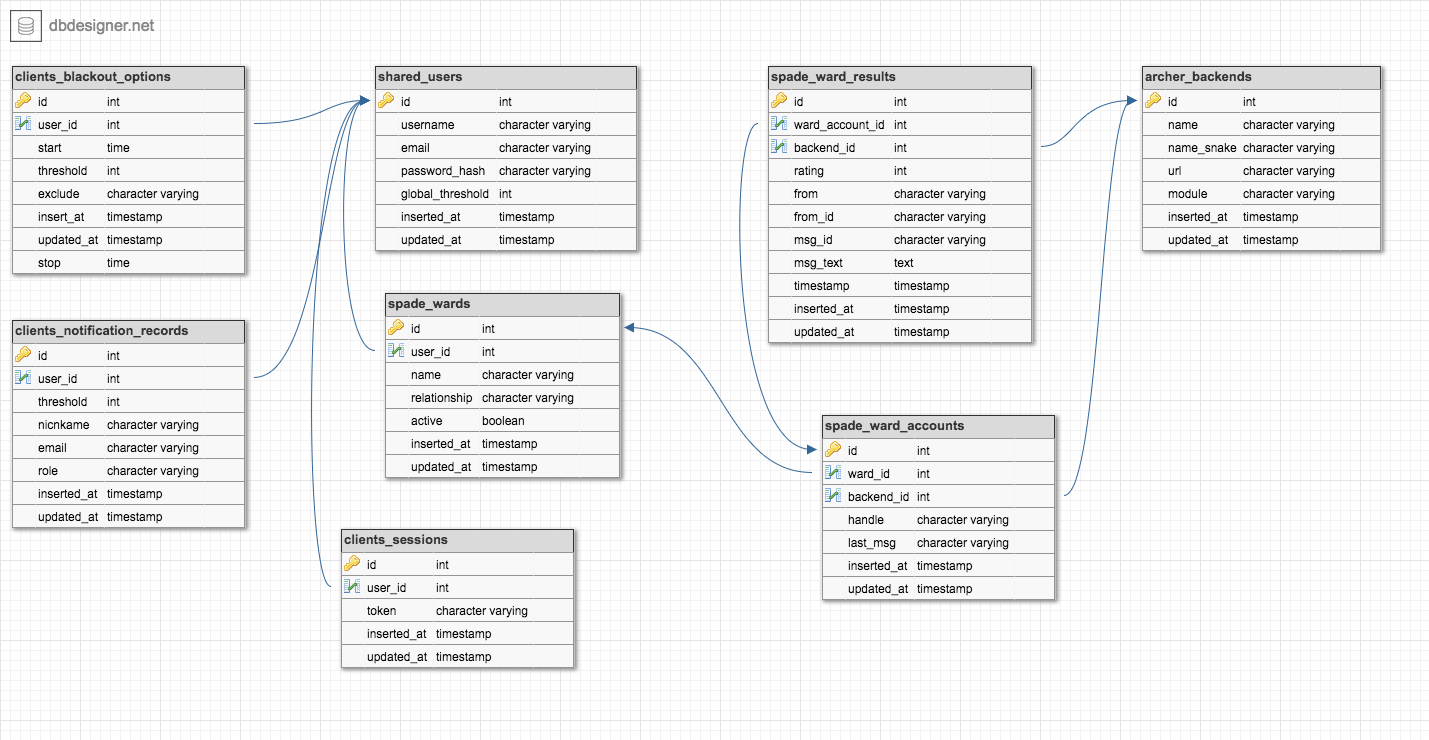 dbdesigner.net
clients_blackout_options
id int
user_id int
start time
threshold int
exclude character varying
insert_at timestamp
updated_at timestamp
stop time
shared_users
id int
username character varying
email character varying
password_hash character varying
global_threshold int
inserted_at timestamp
updated_at timestamp
spade_ward_results
id int
ward_account_id int
backend_id int
rating int
from character varying
from_id character varying
msg_id character varying
msg_text text
timestamp timestamp
inserted_at timestamp
updated_at timestamp
archer_backends
id int
name character varying
name_snake character varying
url character varying
module character varying
inserted_at timestamp
updated_at timestamp
clients_notification_records
id int
user_id int
threshold int
nicnkame character varying
email character varying
role character varying
inserted_at timestamp
updated_at timestamp
spade_wards
id int
user_id int
name character varying
relationship character varying
active boolean
inserted_at timestamp
updated_at timestamp
spade_ward_accounts
id int
ward_id int
backend_id int
handle character varying
last_msg character varying
inserted_at timestamp
updated_at timestamp
clients_sessions
id int
user_id int
token character varying
inserted_at timestamp
updated_at timestamp